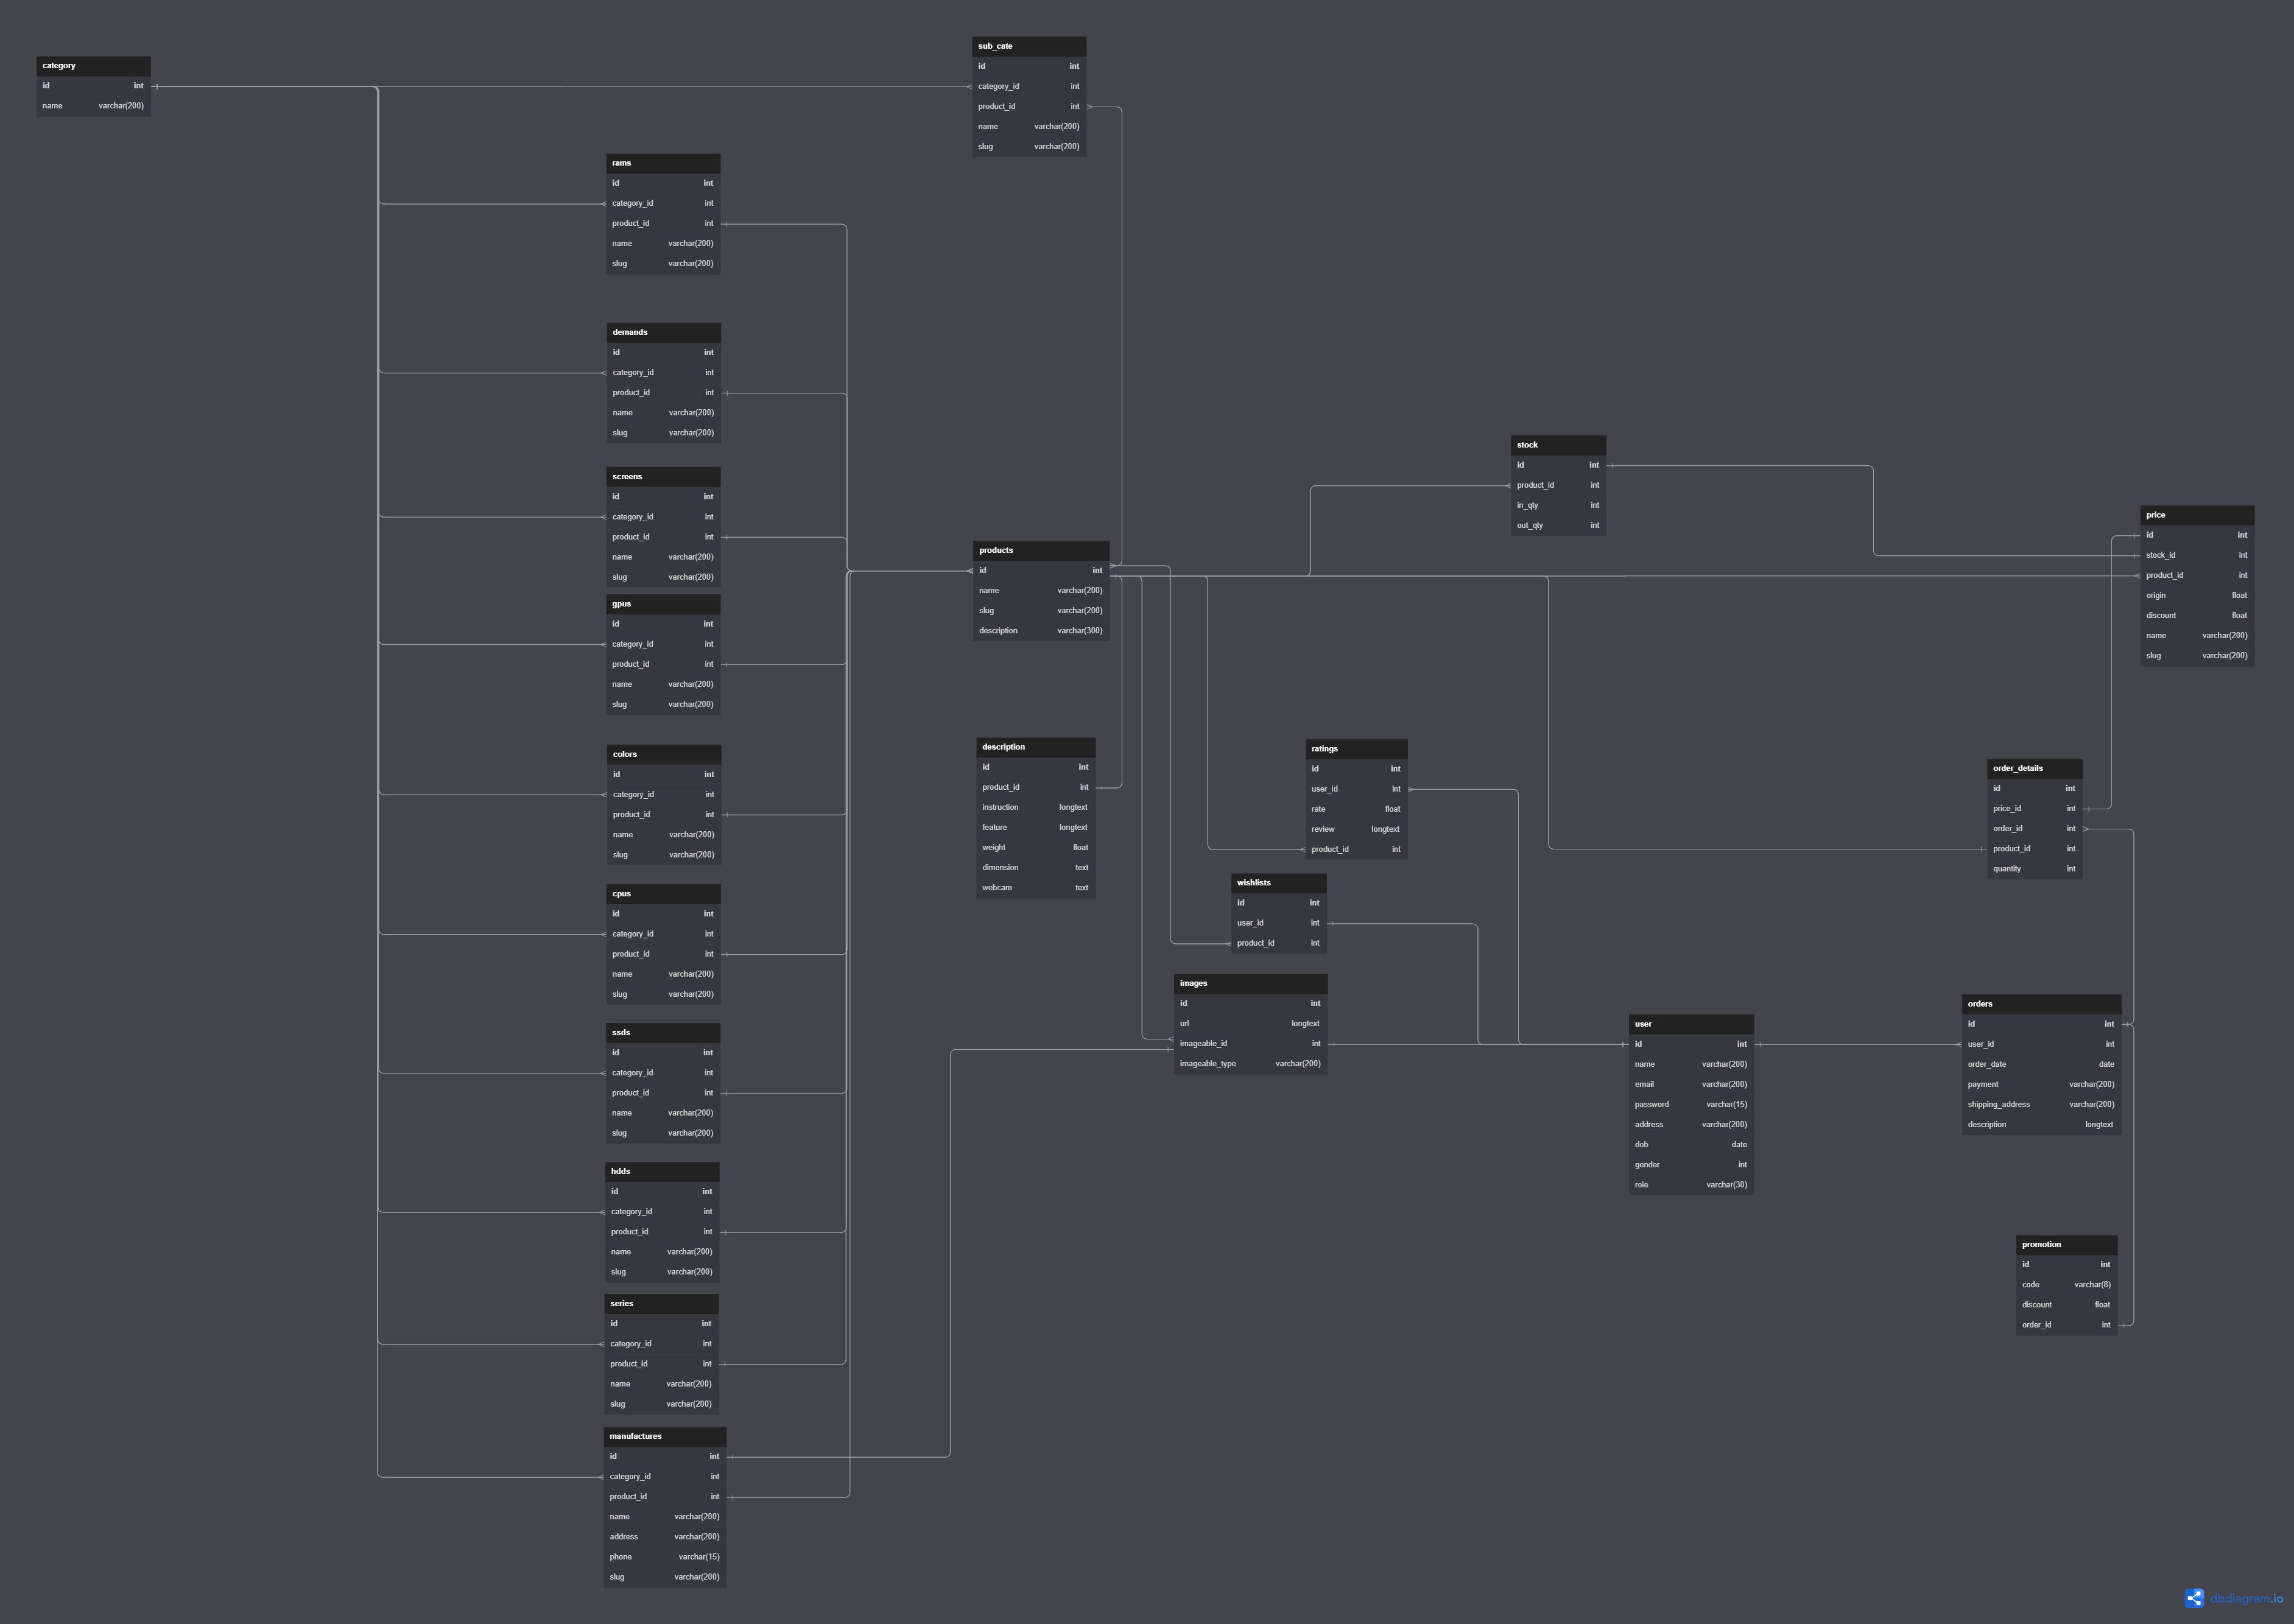 category
id int
name varchar(200)
sub_cate
id int
category_id int
product_id int
name varchar(200)
slug varchar(200)
rams
id int
category_id int
product_id int
name varchar(200)
slug varchar(200)
demands
id int
category_id int
product_id int
name varchar(200)
slug varchar(200)
screens
id int
category_id int
product_id int
name varchar(200)
slug varchar(200)
gpus
id int
category_id int
product_id int
name varchar(200)
slug varchar(200)
colors
id int
category_id int
product_id int
name varchar(200)
slug varchar(200)
cpus
id int
category_id int
product_id int
name varchar(200)
slug varchar(200)
ssds
id int
category_id int
product_id int
name varchar(200)
slug varchar(200)
hdds
id int
category_id int
product_id int
name varchar(200)
slug varchar(200)
series
id int
category_id int
product_id int
name varchar(200)
slug varchar(200)
manufactures
id int
category_id int
product_id int
name varchar(200)
address varchar(200)
phone varchar(15)
slug varchar(200)
products
id int
name varchar(200)
slug varchar(200)
description varchar(300)
description
id int
product_id int
instruction longtext
feature longtext
weight float
dimension text
webcam text
stock
id int
product_id int
in_qty int
out_qty int
ratings
id int
user_id int
rate float
review longtext
product_id int
wishlists
id int
user_id int
product_id int
images
id int
url longtext
imageable_id int
imageable_type varchar(200)
user
id int
name varchar(200)
email varchar(200)
password varchar(15)
address varchar(200)
dob date
gender int
role varchar(30)
price
id int
stock_id int
product_id int
origin float
discount float
name varchar(200)
slug varchar(200)
order_details
id int
price_id int
order_id int
product_id int
quantity int
orders
id int
user_id int
order_date date
payment varchar(200)
shipping_address varchar(200)
description longtext
promotion
id int
code varchar(8)
discount float
order_id int
dbdiagram.io